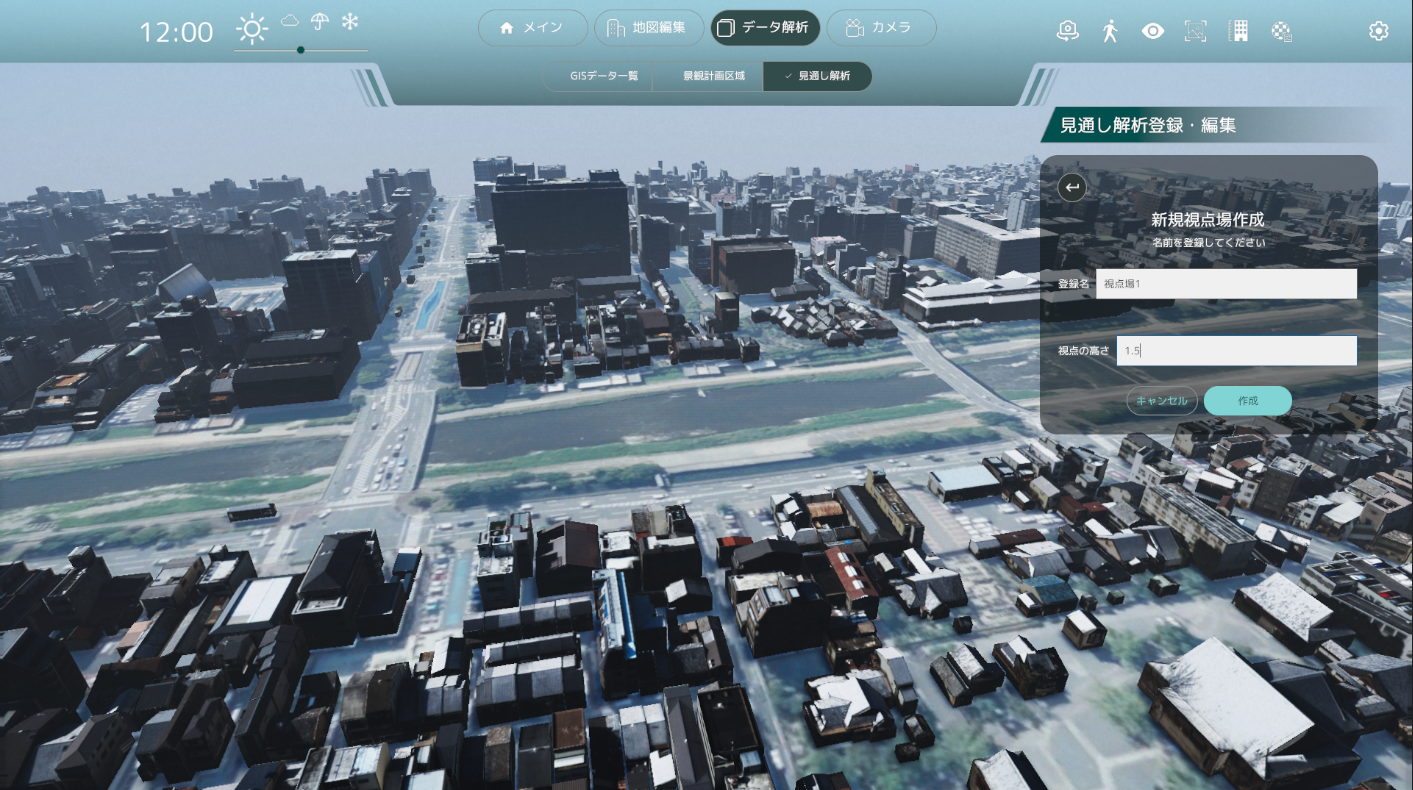 12:00
メイン
地図編集
データ解析
カメラ
GISデータ一覧
景観計画区域
✓ 見通し解析
見通し解析登録・編集
新規視点場作成
名前を登録してください
登録名 視点場1
視点の高さ 1.5
キャンセル 作成